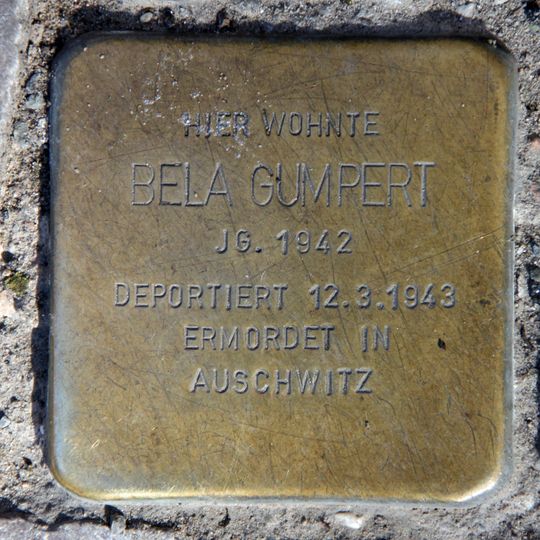 HIER WOHNTE
BELA GUMPERT
JG. 1942
DEPORTIERT 12.3.1943
ERMORDET IN
AUSCHWITZ